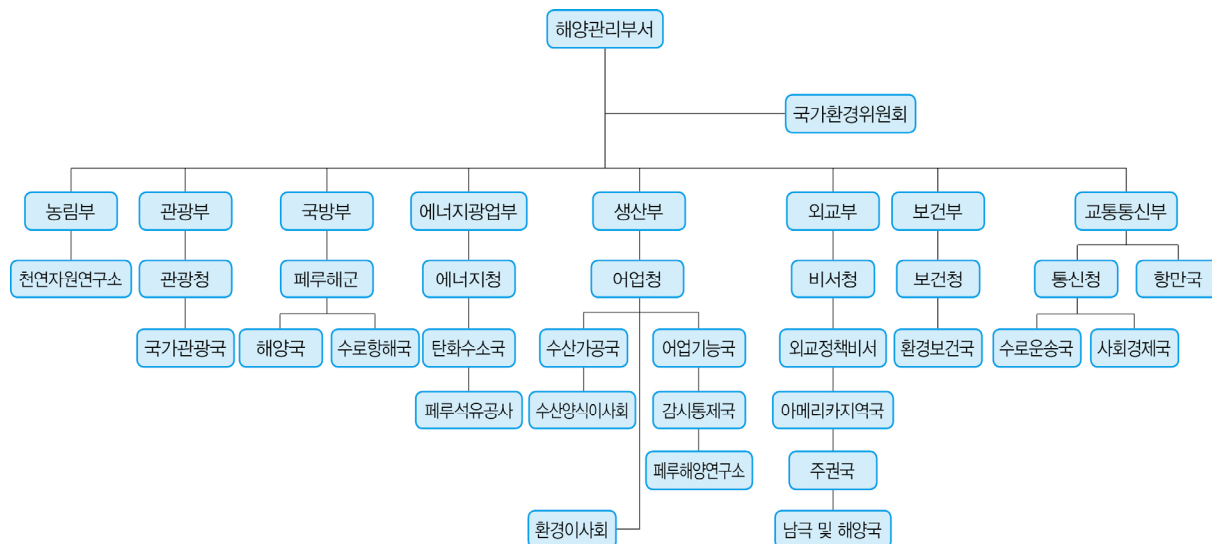 해양관리부서
국가환경위원회
농림부
관광부
국방부
에너지광업부
생산부
외교부
보건부
교통통신부
천연자원연구소
관광청
페루해군
에너지청
어업청
비서청
보건청
통신청
항만국
국가관광국
해양국
수로항해국
탄화수소국
수산가공국
어업기능국
외교정책비서
환경보건국
수로운송국
사회경제국
페루석유공사
수산양식이사회
감시통제국
아메리카지역국
페루해양연구소
주권국
환경이사회
남극 및 해양국